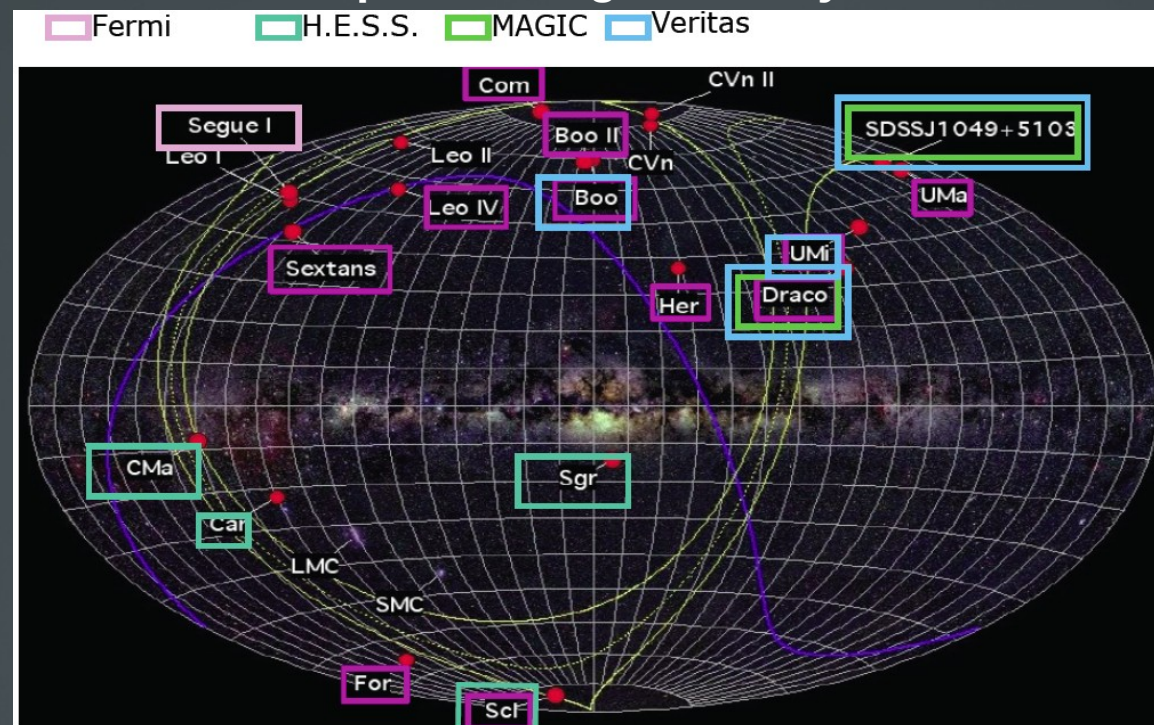 Fermi H.E.S.S. MAGIC Veritas
Com
CVn II
Segue I
Boo II
SDSSJ1049+5103
Leo I
Leo II
CVn
Leo IV
Boo
UMa
Sextans
UMi
Her
Draco
CMa
Sgr
Car
LMC
SMC
For
Scl